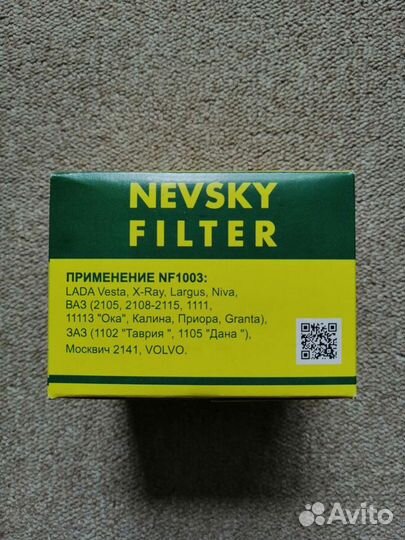 NEVSKY
FILTER
ПРИМЕНЕНИЕ NF1003:
LADA Vesta, X-Ray, Largus, Niva,
ВАЗ (2105, 2108-2115, 1111,
11113 "Ока", Калина, Приора, Granta),
ЗАЗ (1102 "Таврия ", 1105 "Дана "),
Москвич 2141, VOLVO.
Avito